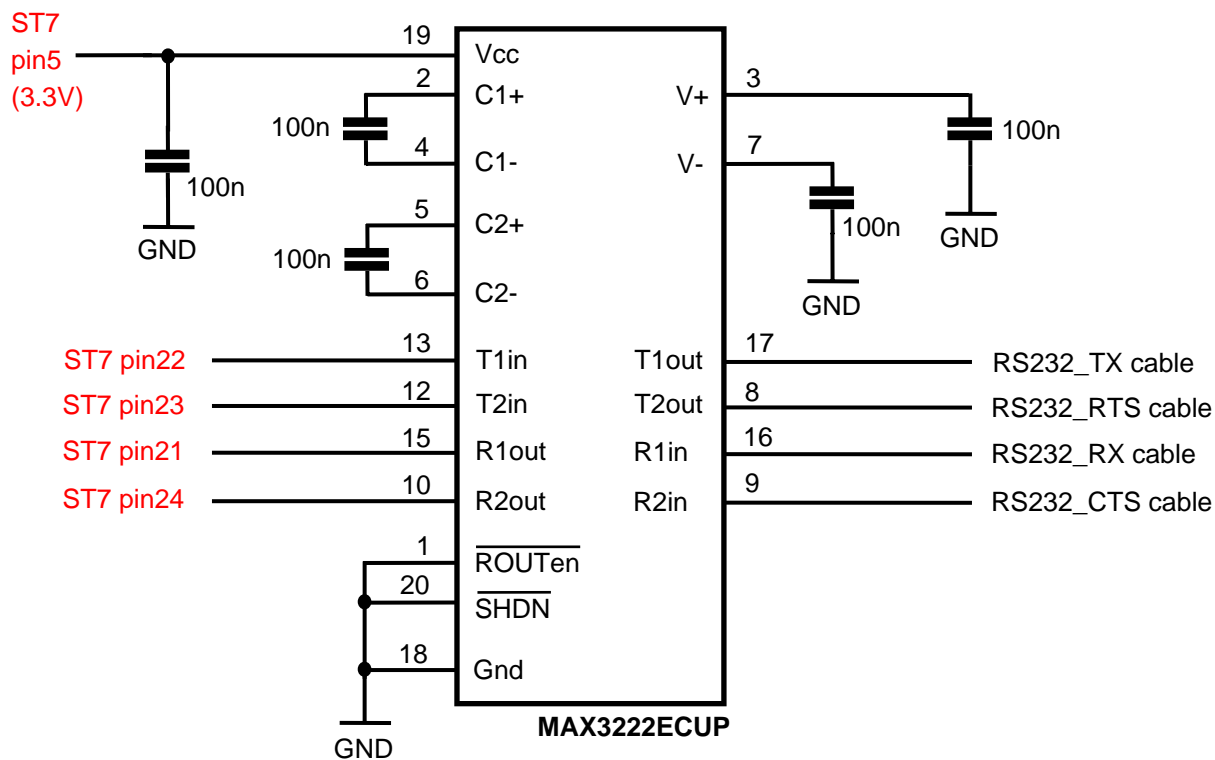 ST7
pin5
(3.3V)
19
Vcc
2
C1+
100n
4
C1-
100n
GND
5
C2+
100n
6
C2-
3
V+
100n
7
V-
100n
GND
GND
ST7 pin22
13
T1in
T1out
17
RS232_TX cable
ST7 pin23
12
T2in
T2out
8
RS232_RTS cable
ST7 pin21
15
R1out
R1in
16
RS232_RX cable
ST7 pin24
10
R2out
R2in
9
RS232_CTS cable
1
ROUTen
20
SHDN
18
Gnd
GND
MAX3222ECUP